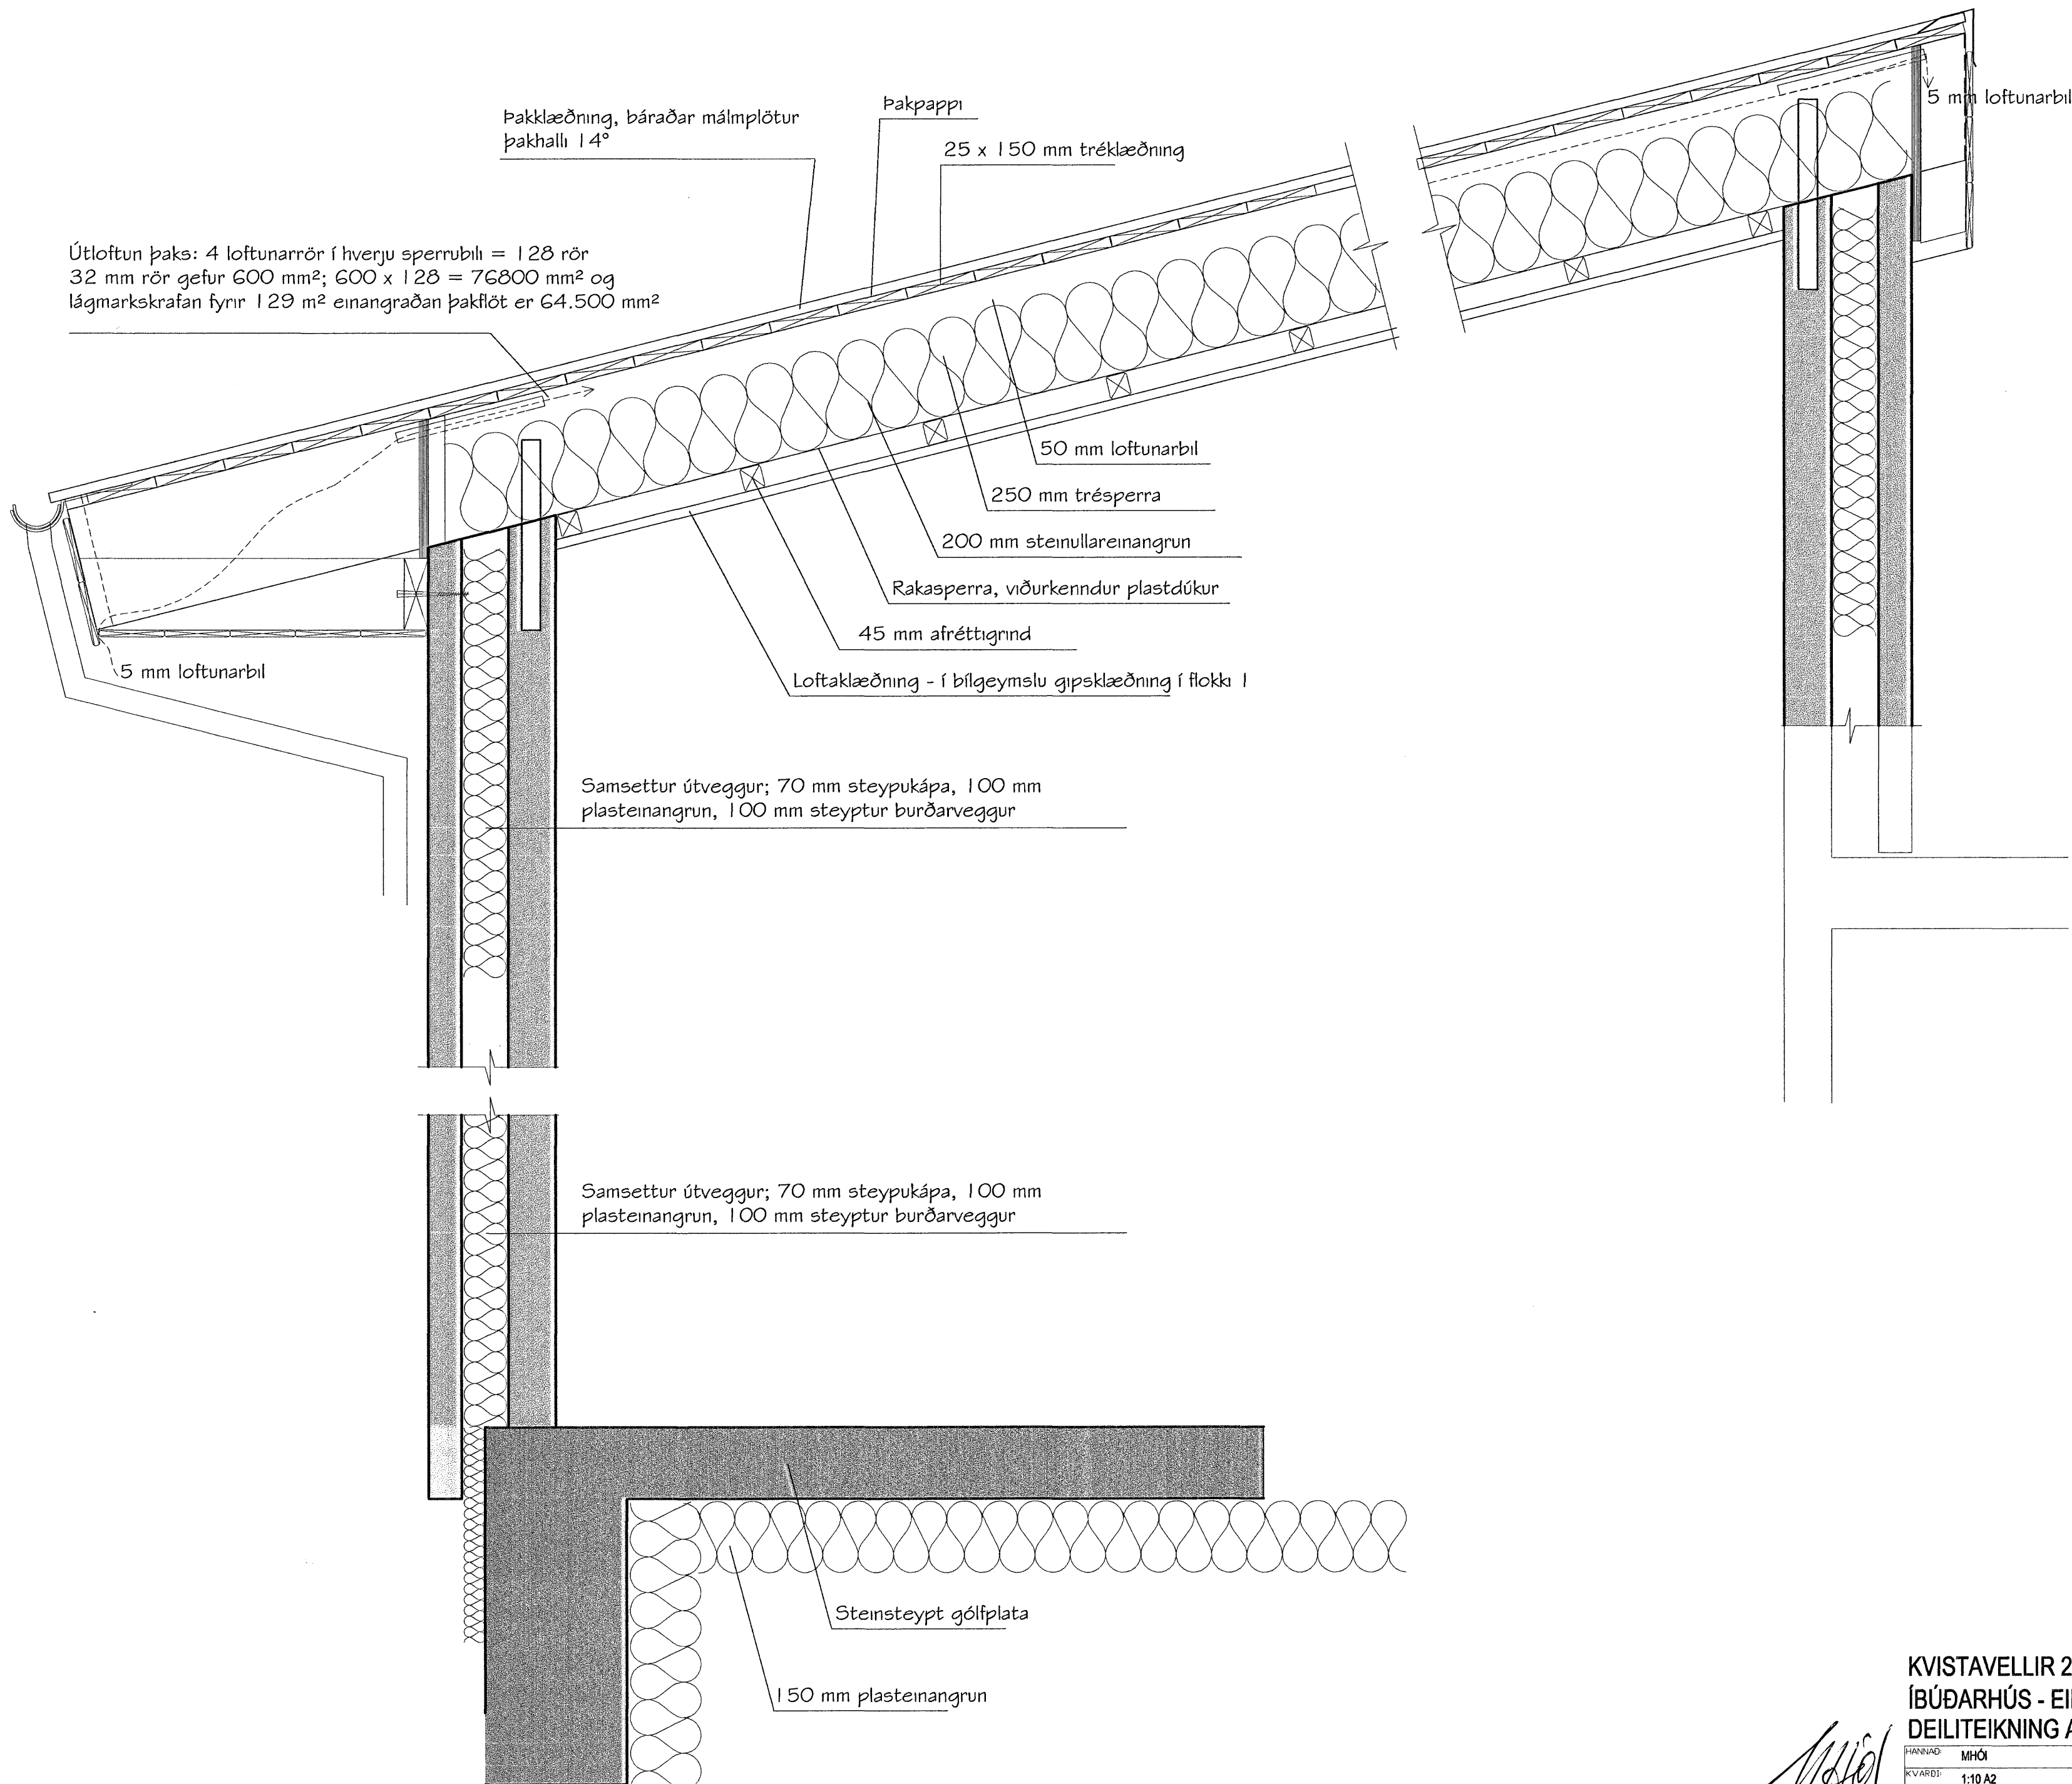 Þakklæðning, báraðar málmplötur
þakhalli 14°
Þakpappi
25 x 150 mm tréklæðning
5 mm loftunarbil
Útloftun þaks: 4 loftunarrör í hverju sperrubili = 128 rör
32 mm rör gefur 600 mm²; 600 x 128 = 76800 mm² og
lágmarkskrafan fyrir 129 m² einangraðan þakflöt er 64.500 mm²
50 mm loftunarbil
250 mm trésperra
200 mm steinullareinangrun
Rakasperra, viðurkenndur plastdúkur
45 mm afréttigrind
Loftaklæðning - í bílgeymslu gipsklæðning í flokki 1
5 mm loftunarbil
Samsettur útveggur; 70 mm steypukápa, 100 mm
plasteinangrun, 100 mm steyptur burðarveggur
Samsettur útveggur; 70 mm steypukápa, 100 mm
plasteinangrun, 100 mm steyptur burðarveggur
Steinsteypt gólfplata
150 mm plasteinangrun
KVISTAVELLIR 2
ÍBÚÐARHÚS - EI
DEILITEIKNING A
HANNAÐ: MHÓI
KVARÐI: 1:10 A2